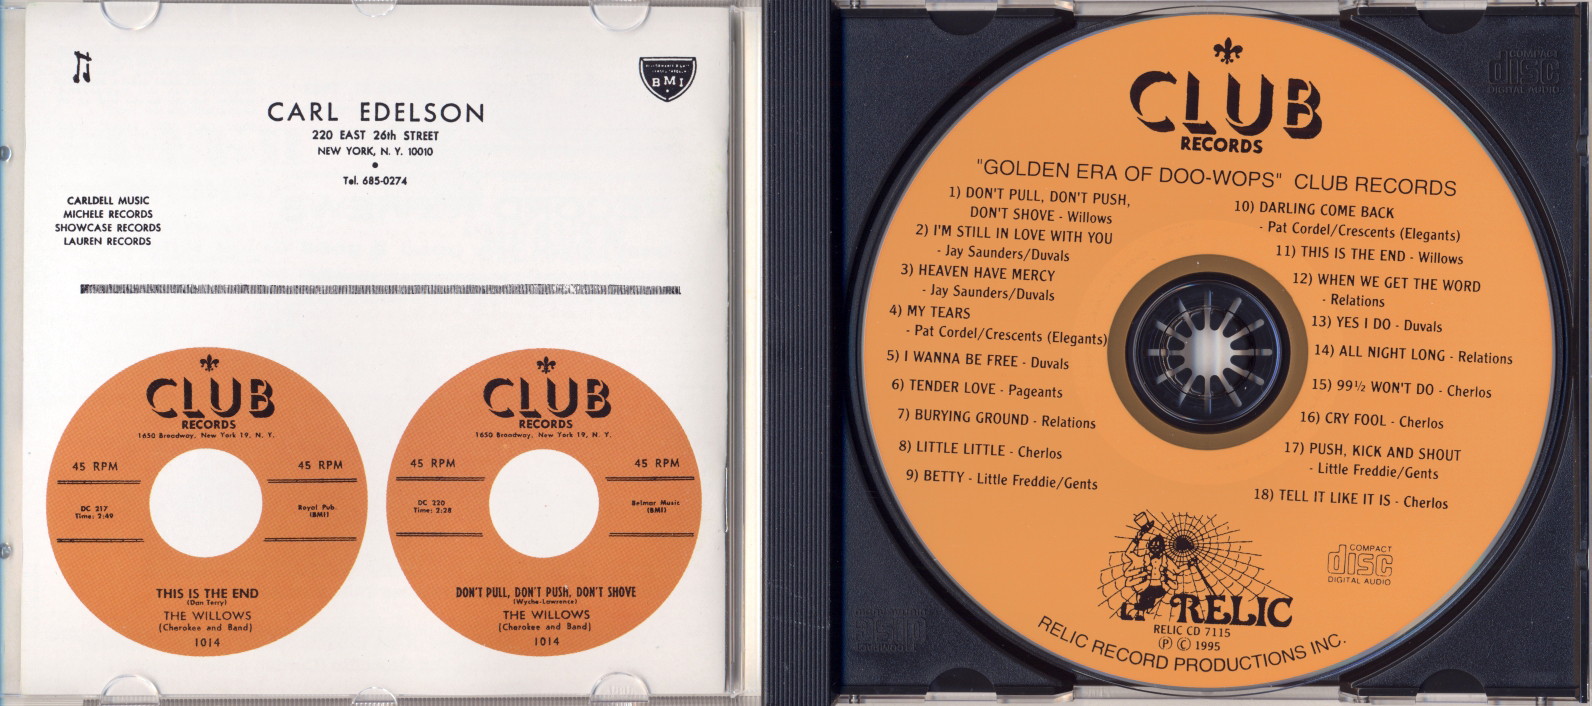 BMI
CARL EDELSON
220 EAST 26th STREET
NEW YORK, N. Y. 10010
Tel. 685-0274
CARLDELL MUSIC
MICHELE RECORDS
SHOWCASE RECORDS
LAUREN RECORDS
CLUB
RECORDS
1650 Broadway, New York 19, N. Y.
45 RPM
45 RPM
DC 217
Time: 2:49
Royal Pub.
(BMI)
THIS IS THE END
(Dan Terry)
THE WILLOWS
(Cherokee and Band)
1014
CLUB
RECORDS
1650 Broadway, New York 19, N. Y.
45 RPM
45 RPM
DC 220
Time: 2:28
Belmar Music
(BMI)
DON'T PULL, DON'T PUSH, DON'T SHOVE
(Wyche-Lawrence)
THE WILLOWS
(Cherokee and Band)
1014
COMPACT
disc
DIGITAL AUDIO
CLUB
RECORDS
"GOLDEN ERA OF DOO-WOPS" CLUB RECORDS
1) DON'T PULL, DON'T PUSH,
DON'T SHOVE - Willows
2) I'M STILL IN LOVE WITH YOU
- Jay Saunders/Duvals
3) HEAVEN HAVE MERCY
- Jay Saunders/Duvals
4) MY TEARS
- Pat Cordel/Crescents (Elegants)
5) I WANNA BE FREE - Duvals
6) TENDER LOVE - Pageants
7) BURYING GROUND - Relations
8) LITTLE LITTLE - Cherlos
9) BETTY - Little Freddie/Gents
10) DARLING COME BACK
- Pat Cordel/Crescents (Elegants)
11) THIS IS THE END - Willows
12) WHEN WE GET THE WORD
- Relations
13) YES I DO - Duvals
14) ALL NIGHT LONG - Relations
15) 99½ WON'T DO - Cherlos
16) CRY FOOL - Cherlos
17) PUSH, KICK AND SHOUT
- Little Freddie/Gents
18) TELL IT LIKE IT IS - Cherlos
RELIC
RELIC CD 7115
Ⓟ © 1995
COMPACT
disc
DIGITAL AUDIO
RELIC RECORD PRODUCTIONS INC.